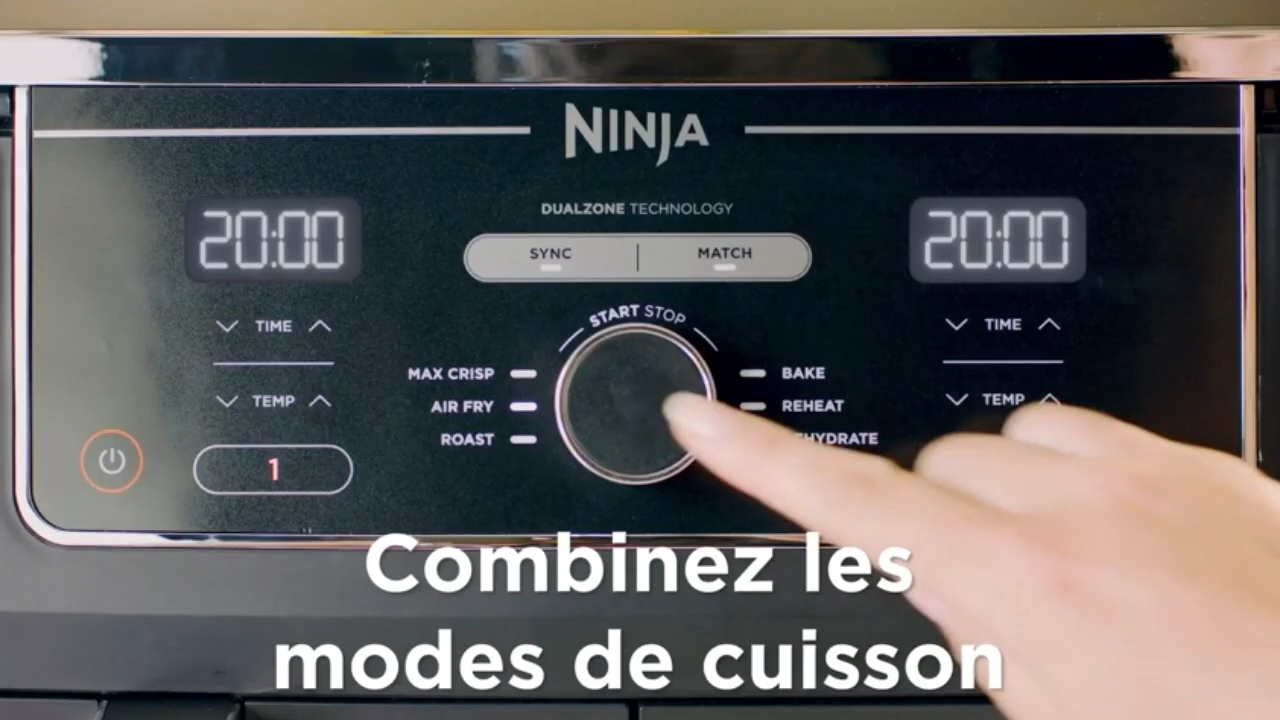 NINJA
DUALZONE TECHNOLOGY
20:00
SYNC | MATCH
20:00
START STOP
TIME
TIME
MAX CRISP
BAKE
AIR FRY
REHEAT
TEMP
TEMP
ROAST
HYDRATE
1
Combinez les
modes de cuisson